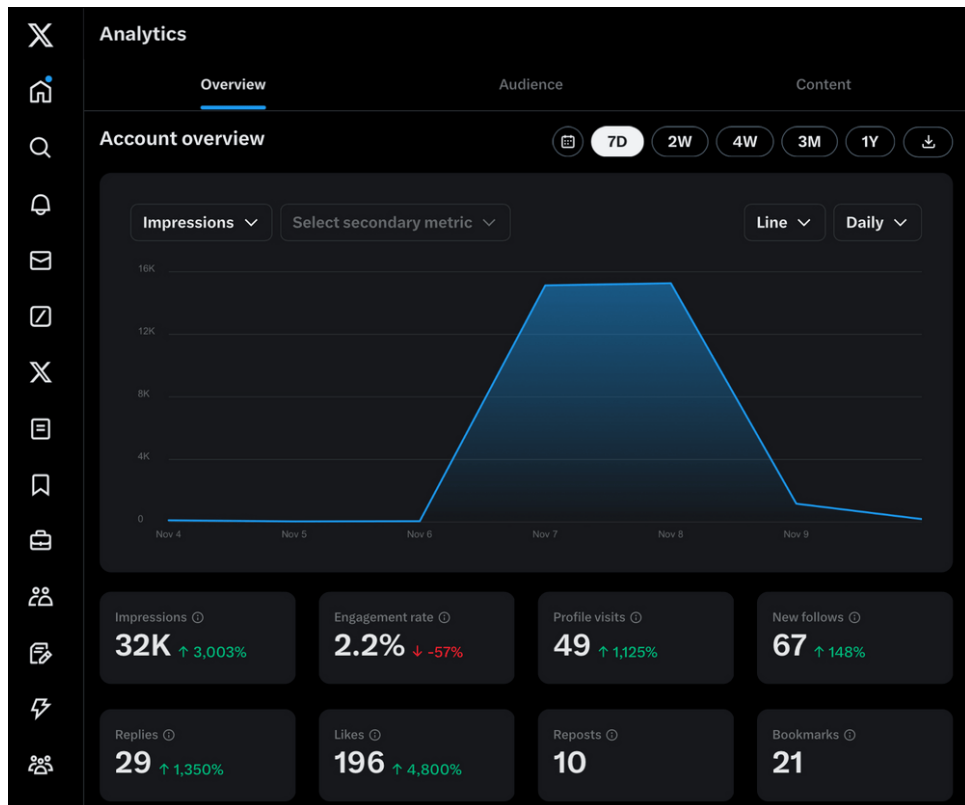 Analytics
Overview Audience Content
Account overview 7D 2W 4W 3M 1Y
Impressions Select secondary metric Line Daily
16K
12K
8K
4K
0
Nov 4 Nov 5 Nov 6 Nov 7 Nov 8 Nov 9
Impressions Engagement rate Profile visits New follows
32K ↑ 3,003% 2.2% ↓ -57% 49 ↑ 1,125% 67 ↑ 148%
Replies Likes Reposts Bookmarks
29 ↑ 1,350% 196 ↑ 4,800% 10 21